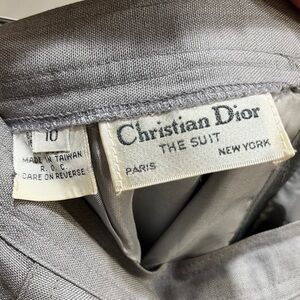 10
MADE IN TAIWAN
R.O.C
CARE ON REVERSE
Christian Dior
THE SUIT
PARIS NEW YORK